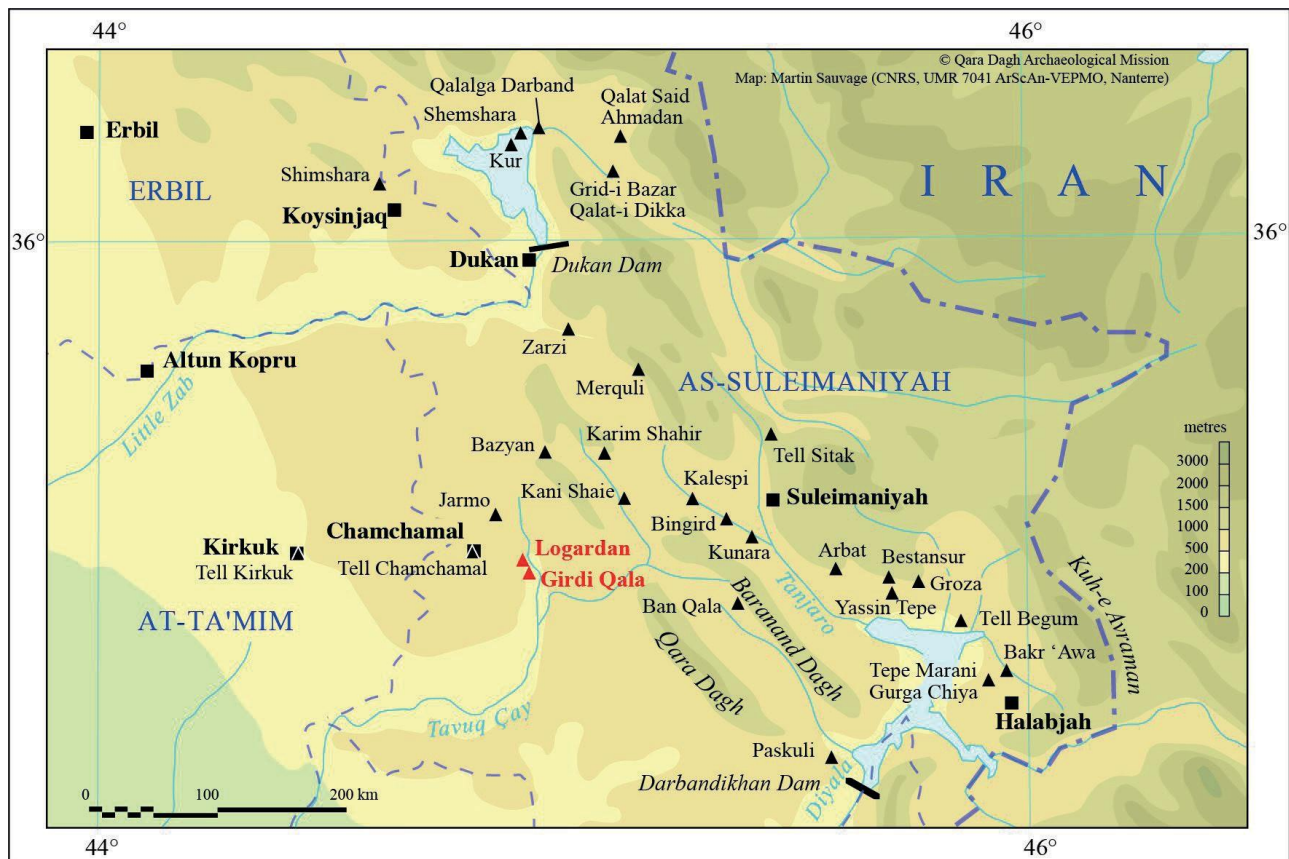 44°
46°
© Qara Dagh Archaeological Mission
Map: Martin Sauvage (CNRS, UMR 7041 ArScAn-VEPMO, Nanterre)
Qalalga Darband
Shemshara
Qalat Said
Ahmadan
Erbil
Kur
I R A N
Shimshara
ERBIL
Grid-i Bazar
Qalat-i Dikka
Koysinjaq
36°
36°
Dukan
Dukan Dam
Zarzi
Altun Kopru
Merquli
AS-SULEIMANIYAH
Little Zab
metres
3000
2000
1500
1000
500
200
100
0
Bazyan
Karim Shahir
Tell Sitak
Kani Shaie
Kalespi
Suleimaniyah
Jarmo
Bingird
Chamchamal
Tell Chamchamal
Kunara
Kirkuk
Tell Kirkuk
Logardan
Girdi Qala
Arbat
Bestansur
Groza
Yassin Tepe
Tanjaro
Kuh-e Avraman
Ban Qala
Baranand Dagh
AT-TA'MIM
Tell Begum
Bakr ‘Awa
Qara Dagh
Tepe Marani
Gurga Chiya
Halabjah
Tavuq Çay
Paskuli
Darbandikhan Dam
Diyala
0 100 200 km
44°
46°